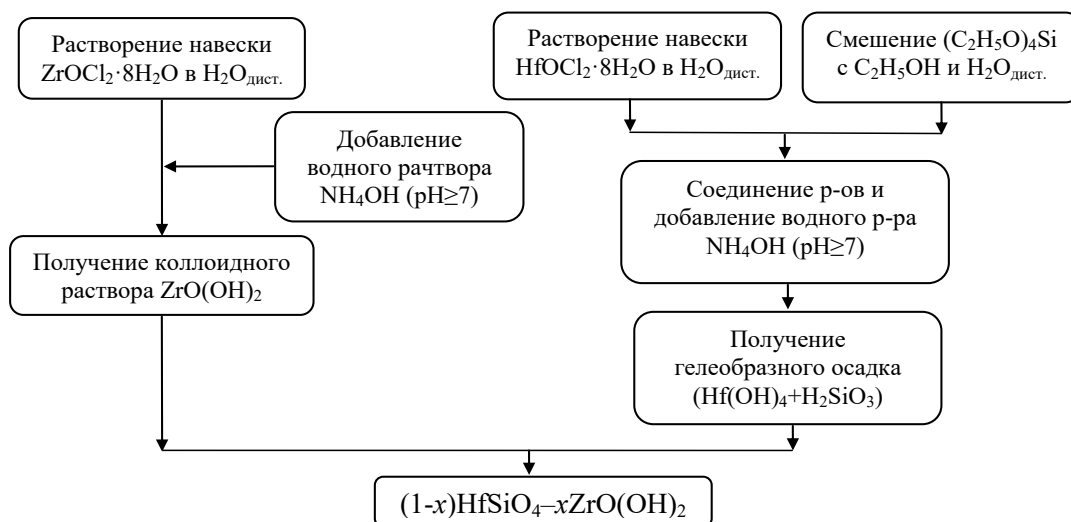 Растворение навески
ZrOCl₂·8H₂O в H₂Oдист.
Растворение навески
HfOCl₂·8H₂O в H₂Oдист.
Смешение (C₂H₅O)₄Si
с C₂H₅OH и H₂Oдист.
Добавление
водного рачтвора
NH₄OH (pH≥7)
Соединение р-ов и
добавление водного р-ра
NH₄OH (pH≥7)
Получение коллоидного
раствора ZrO(OH)₂
Получение
гелеобразного осадка
(Hf(OH)₄+H₂SiO₃)
(1-x)HfSiO₄–xZrO(OH)₂